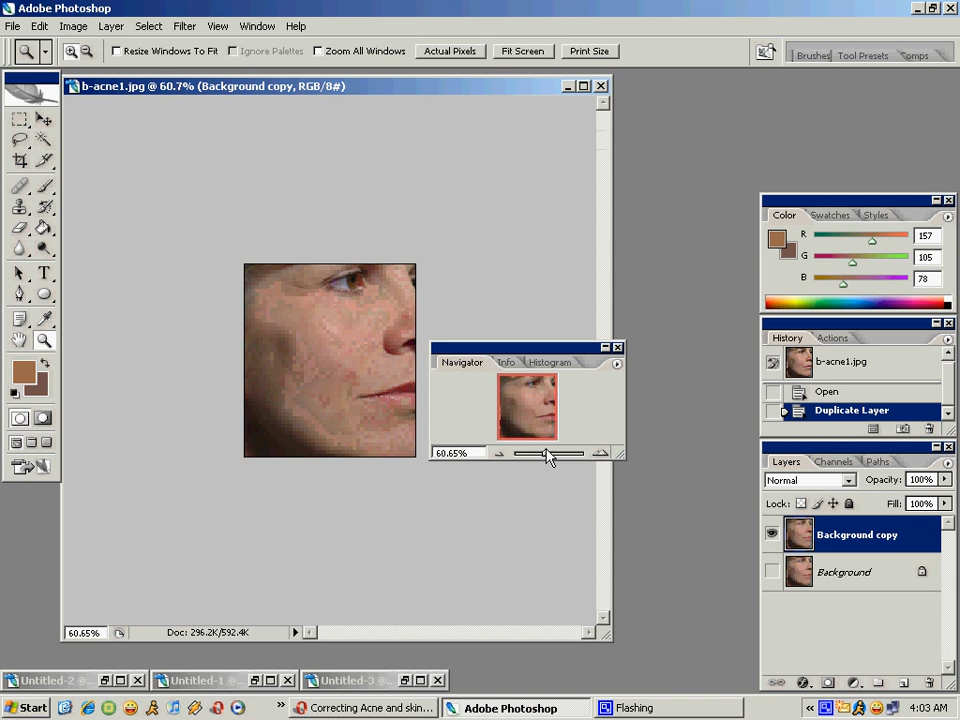 Adobe Photoshop
File Edit Image Layer Select Filter View Window Help
Resize Windows To Fit Ignore Palettes Zoom All Windows Actual Pixels Fit Screen Print Size Brushes Tool Presets Comps
b-acne1.jpg @ 60.7% (Background copy, RGB/8#)
Color Swatches Styles
R 157
G 105
B 78
Navigator Info Histogram
60.65%
History Actions
b-acne1.jpg
Open
Duplicate Layer
Layers Channels Paths
Normal Opacity: 100%
Lock: Fill: 100%
Background copy
Background
60.65% Doc: 296.2K/592.4K
Untitled-2 @ Untitled-1 @ Untitled-3 @
Start Correcting Acne and skin... Adobe Photoshop Flashing 4:03 AM